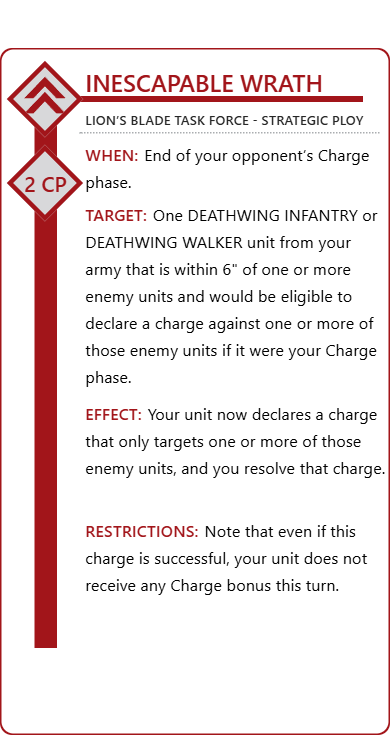 INESCAPABLE WRATH
LION’S BLADE TASK FORCE - STRATEGIC PLOY
2 CP
WHEN: End of your opponent’s Charge
phase.
TARGET: One DEATHWING INFANTRY or
DEATHWING WALKER unit from your
army that is within 6" of one or more
enemy units and would be eligible to
declare a charge against one or more of
those enemy units if it were your Charge
phase.
EFFECT: Your unit now declares a charge
that only targets one or more of those
enemy units, and you resolve that charge.
RESTRICTIONS: Note that even if this
charge is successful, your unit does not
receive any Charge bonus this turn.